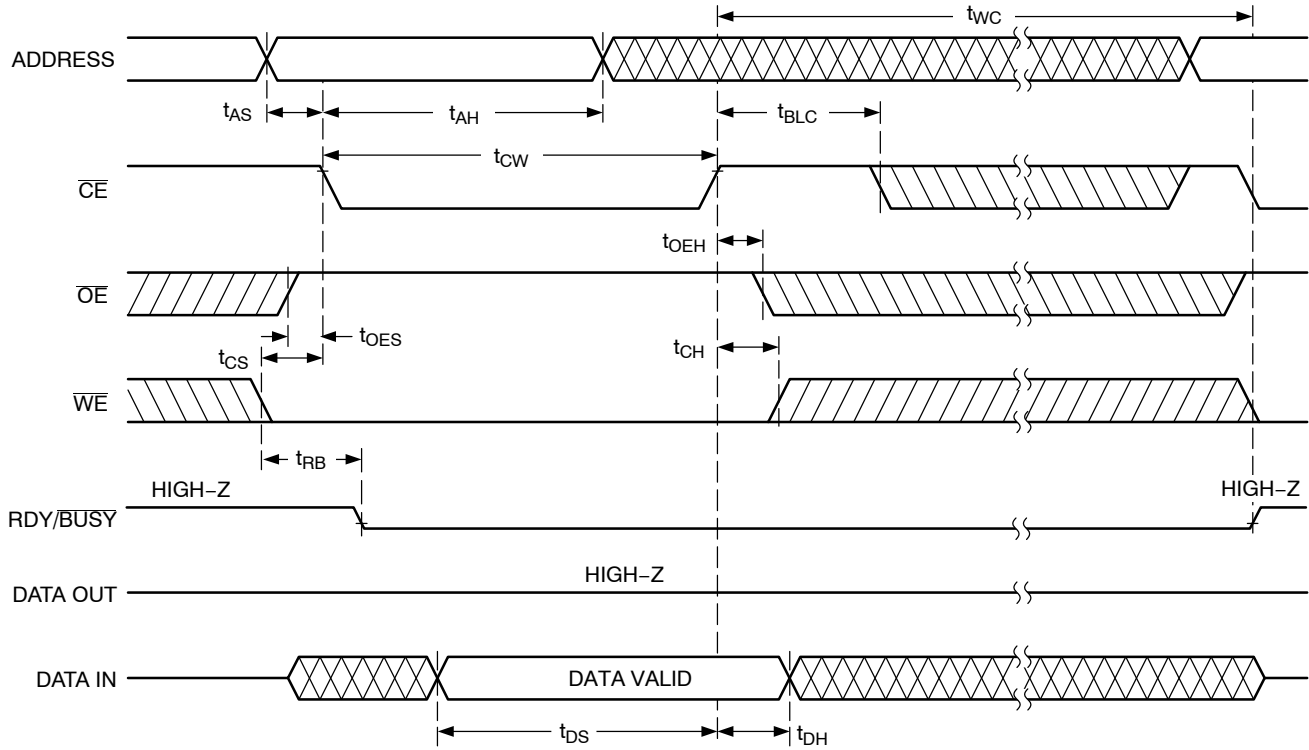 tWC
ADDRESS
tAS
tAH
tBLC
tCW
CE
tOEH
OE
tOES
tCS
tCH
WE
tRB
HIGH–Z
HIGH–Z
RDY/BUSY
HIGH–Z
DATA OUT
DATA IN
DATA VALID
tDS
tDH